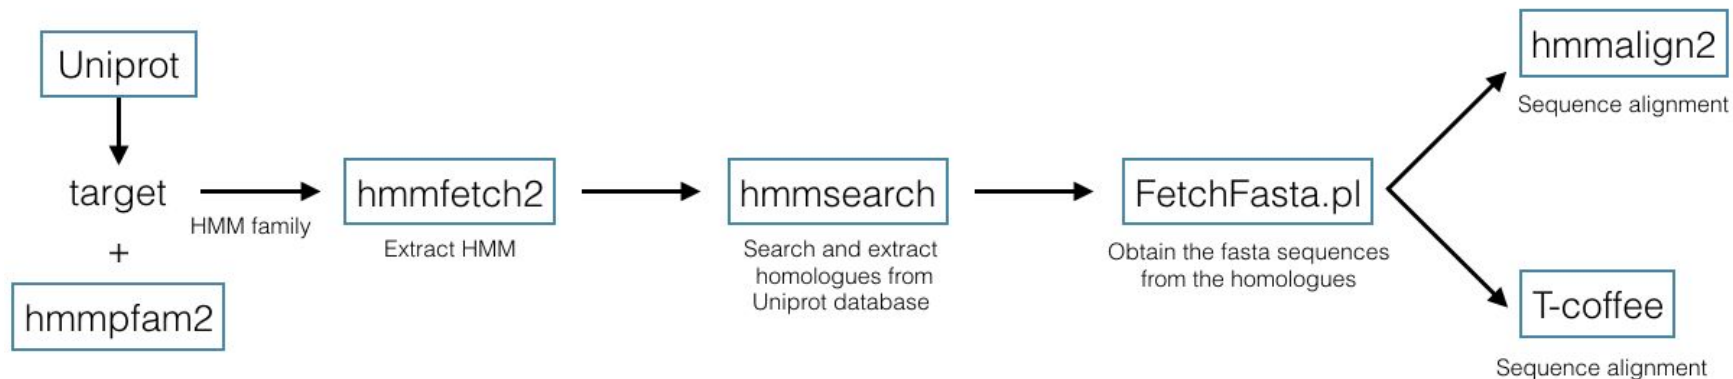 Uniprot
target
+
hmmpfam2
HMM family
hmmfetch2
Extract HMM
hmmsearch
Search and extract
homologues from
Uniprot database
FetchFasta.pl
Obtain the fasta sequences
from the homologues
hmmalign2
Sequence alignment
T-coffee
Sequence alignment